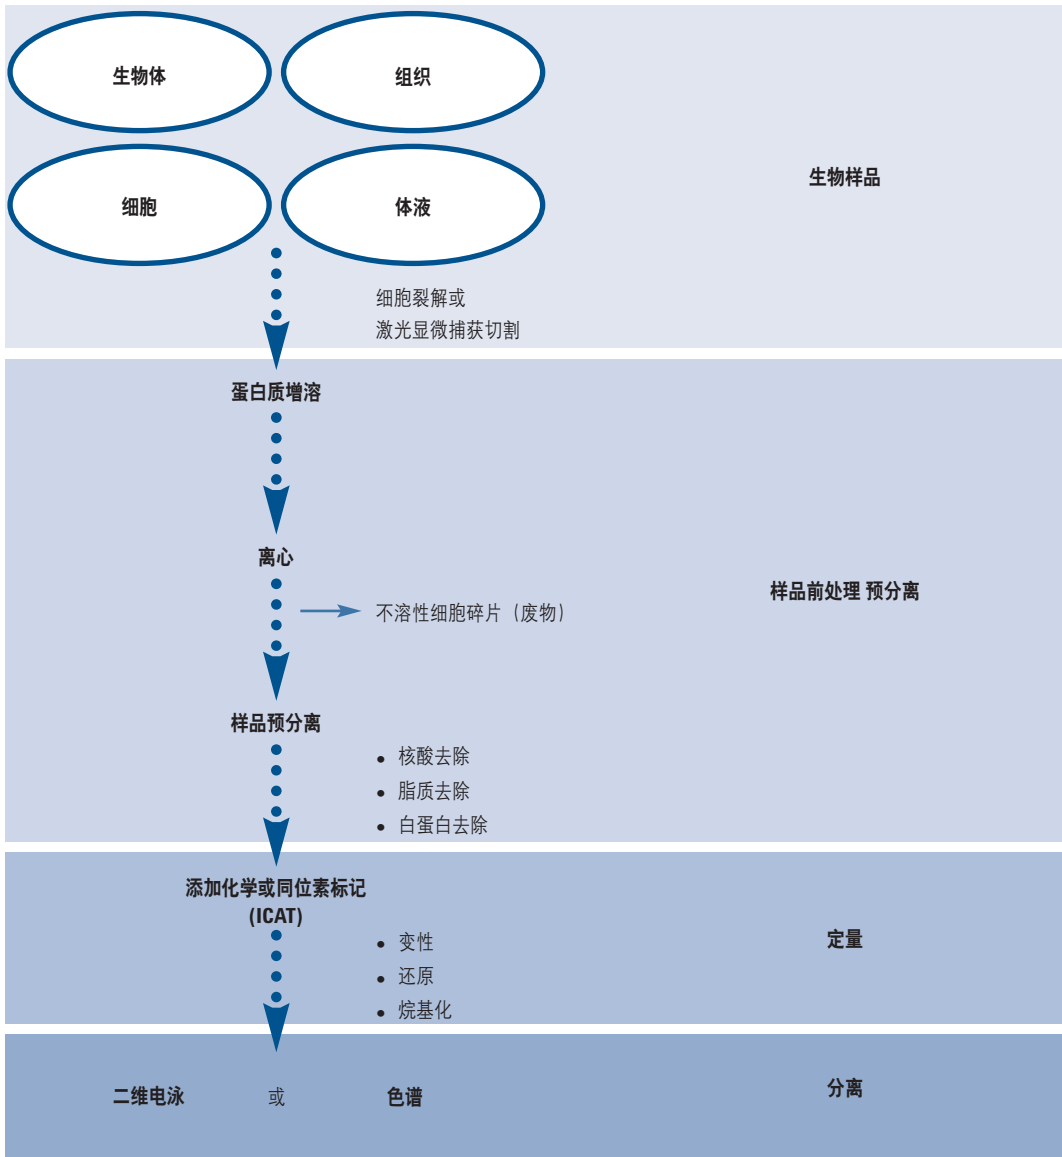 生物体
组织
细胞
体液
生物样品
细胞裂解或
激光显微捕获切割
蛋白质增溶
离心
不溶性细胞碎片（废物）
样品前处理 预分离
样品预分离
• 核酸去除
• 脂质去除
• 白蛋白去除
添加化学或同位素标记
(ICAT)
• 变性
• 还原
• 烷基化
定量
二维电泳 或 色谱
分离